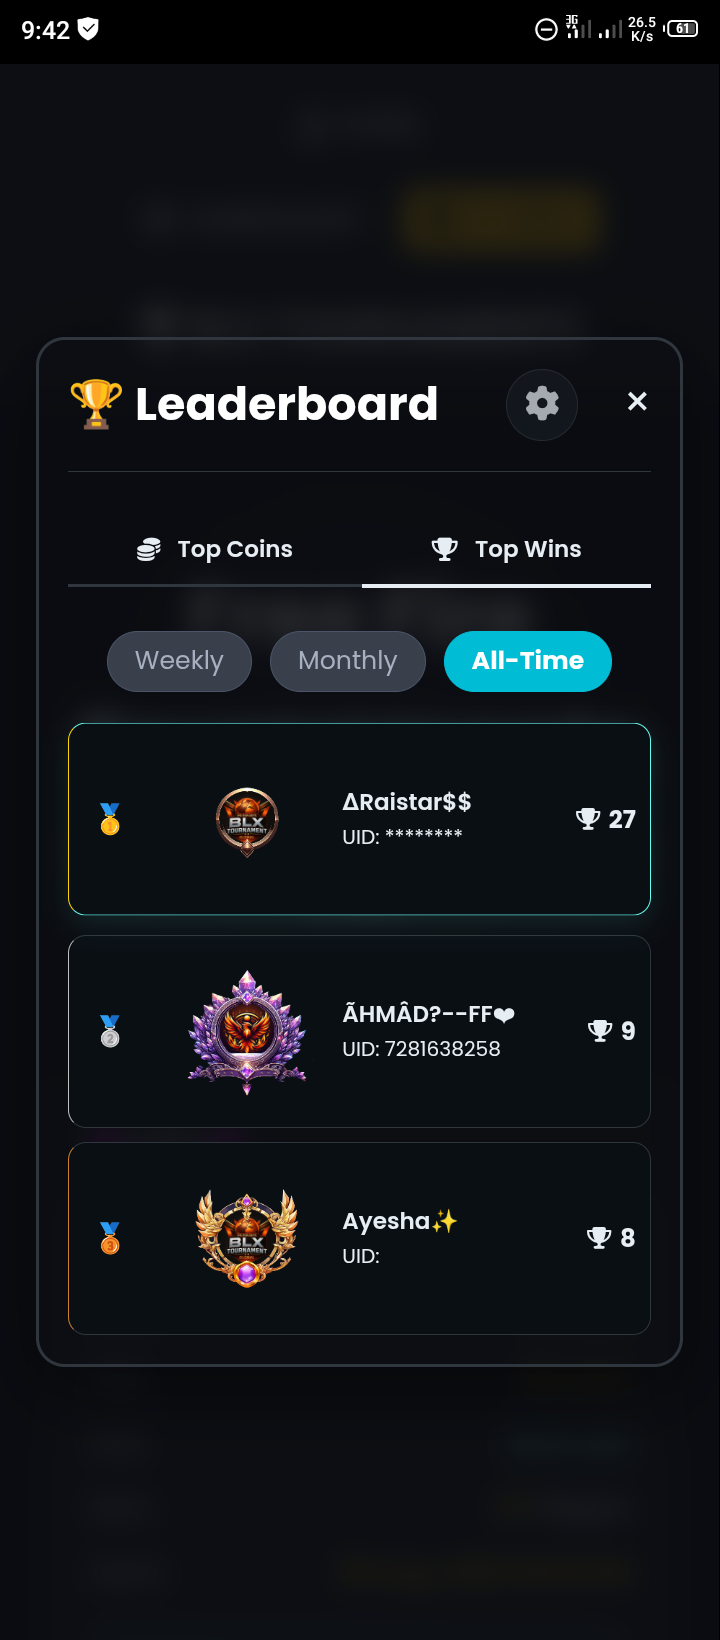 9:42
3G
26.5
K/s
61
🏆 Leaderboard
×
Top Coins
Top Wins
Weekly
Monthly
All-Time
🥇
BLX
TOURNAMENT
ΔRaistar$$
UID: ********
27
🥈
ÃHMÂD?--FF❤
UID: 7281638258
9
🥉
BLX
TOURNAMENT
Ayesha✨
UID:
8